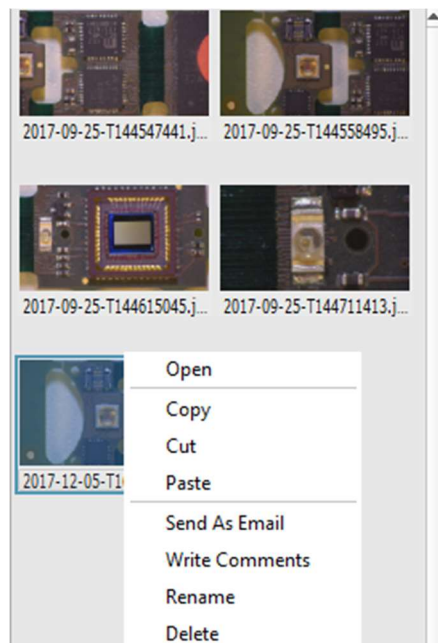 2017-09-25-T144547441.j...
2017-09-25-T144558495.j...
2017-09-25-T144615045.j...
2017-09-25-T144711413.j...
2017-12-05-T1
Open
Copy
Cut
Paste
Send As Email
Write Comments
Rename
Delete